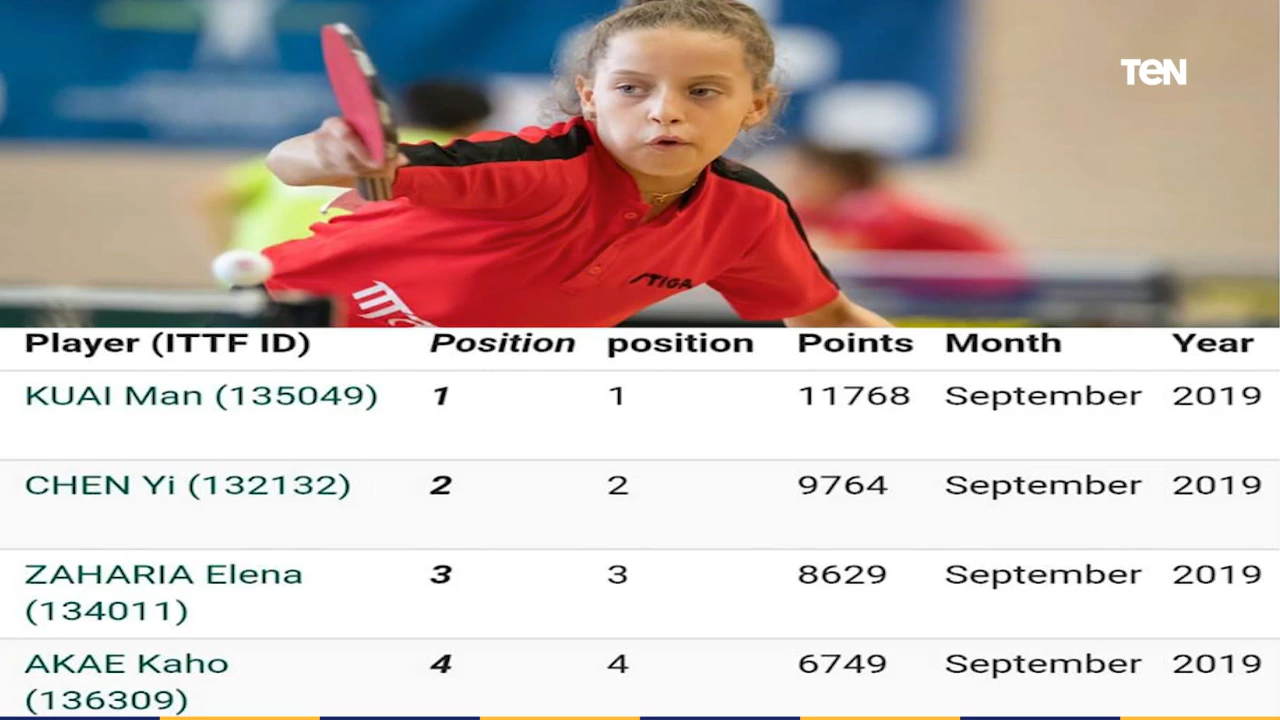 TEN
STIGA
Player (ITTF ID) Position position Points Month Year
KUAI Man (135049) 1 1 11768 September 2019
CHEN Yi (132132) 2 2 9764 September 2019
ZAHARIA Elena 3 3 8629 September 2019
(134011)
AKAE Kaho 4 4 6749 September 2019
(136309)